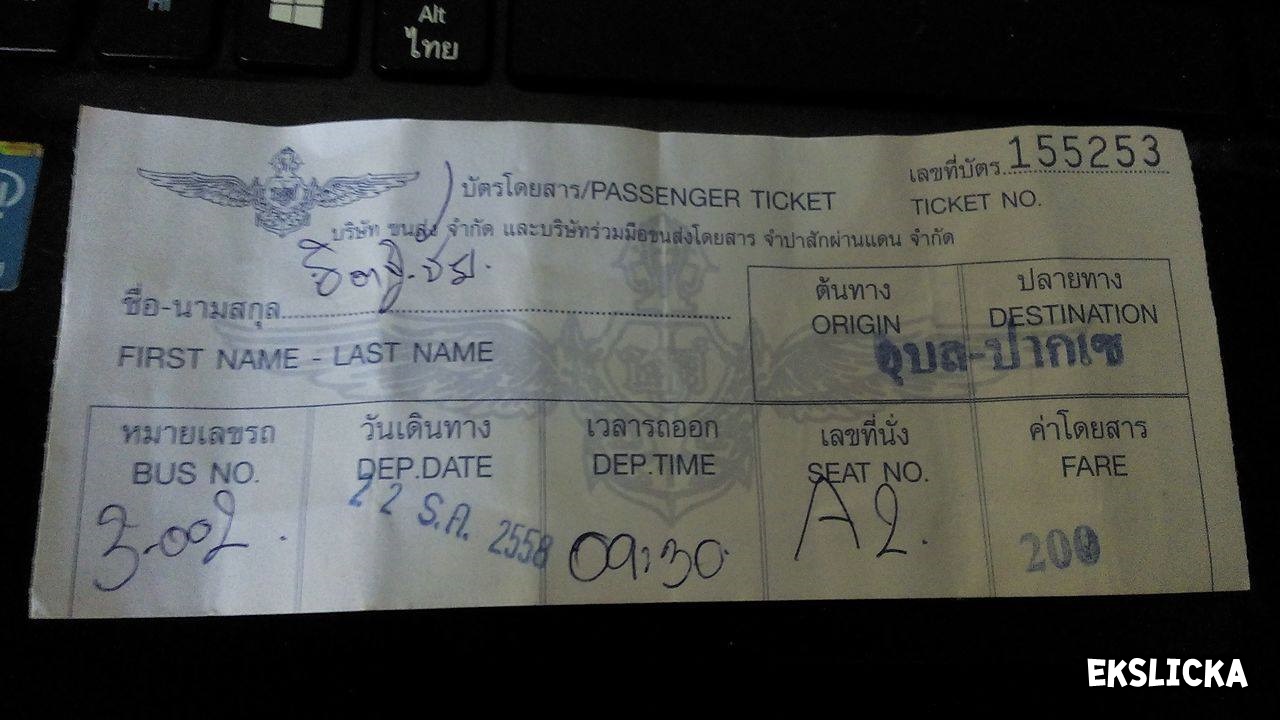 Alt
ไทย
155253
เลขที่บัตร
TICKET NO.
บัตรโดยสาร/PASSENGER TICKET
บริษัท ขนส่ง จำกัด และบริษัทร่วมมือขนส่งโดยสาร จำปาสักผ่านแดน จำกัด
ชื่อ-นามสกุล
FIRST NAME - LAST NAME
ต้นทาง ปลายทาง
ORIGIN DESTINATION
อุบล-ปากเซ
หมายเลขรถ วันเดินทาง เวลารถออก เลขที่นั่ง ค่าโดยสาร
BUS NO. DEP.DATE DEP.TIME SEAT NO. FARE
3-002 22 ธ.ค. 2558 09:30 A2 200
EKSLICKA